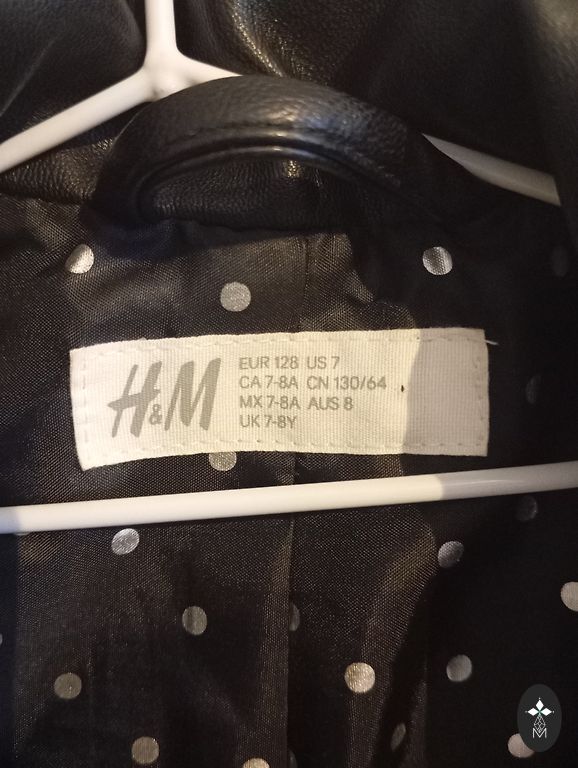 H&M
EUR 128 US 7
CA 7-8A CN 130/64
MX 7-8A AUS 8
UK 7-8Y
M